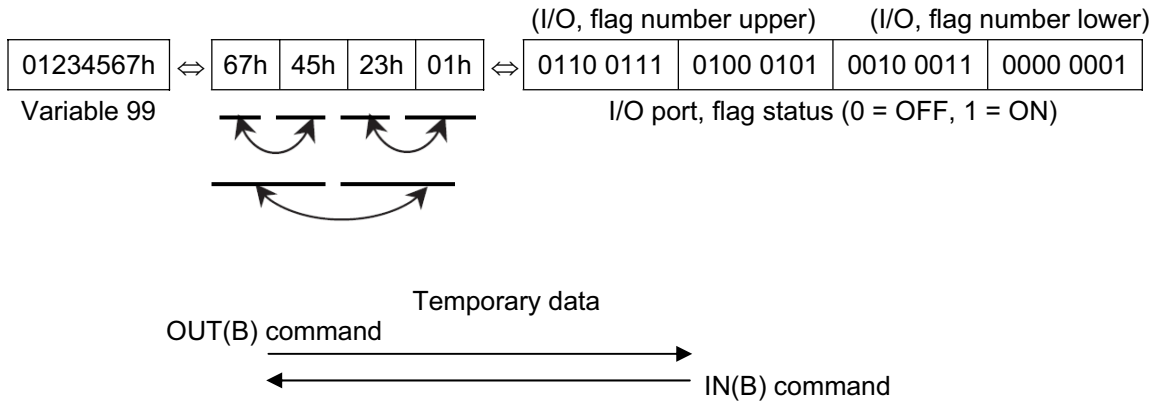 (I/O, flag number upper) (I/O, flag number lower)
01234567h ⇔ 67h 45h 23h 01h ⇔ 0110 0111 0100 0101 0010 0011 0000 0001
Variable 99 I/O port, flag status (0 = OFF, 1 = ON)
Temporary data
OUT(B) command
IN(B) command